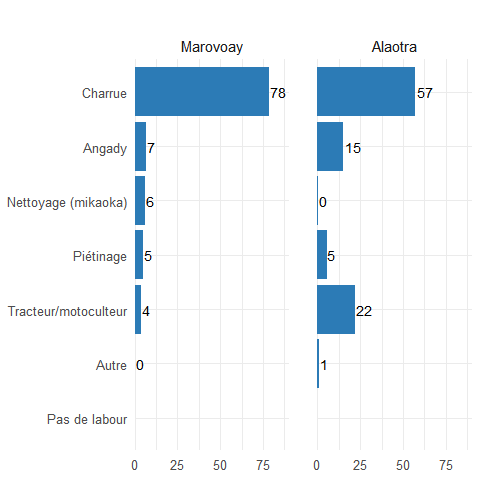 Marovoay Alaotra
Charrue 78 57
Angady 7 15
Nettoyage (mikaoka) 6 0
Piétinage 5 5
Tracteur/motoculteur 4 22
Autre 0 1
Pas de labour
0 25 50 75 0 25 50 75